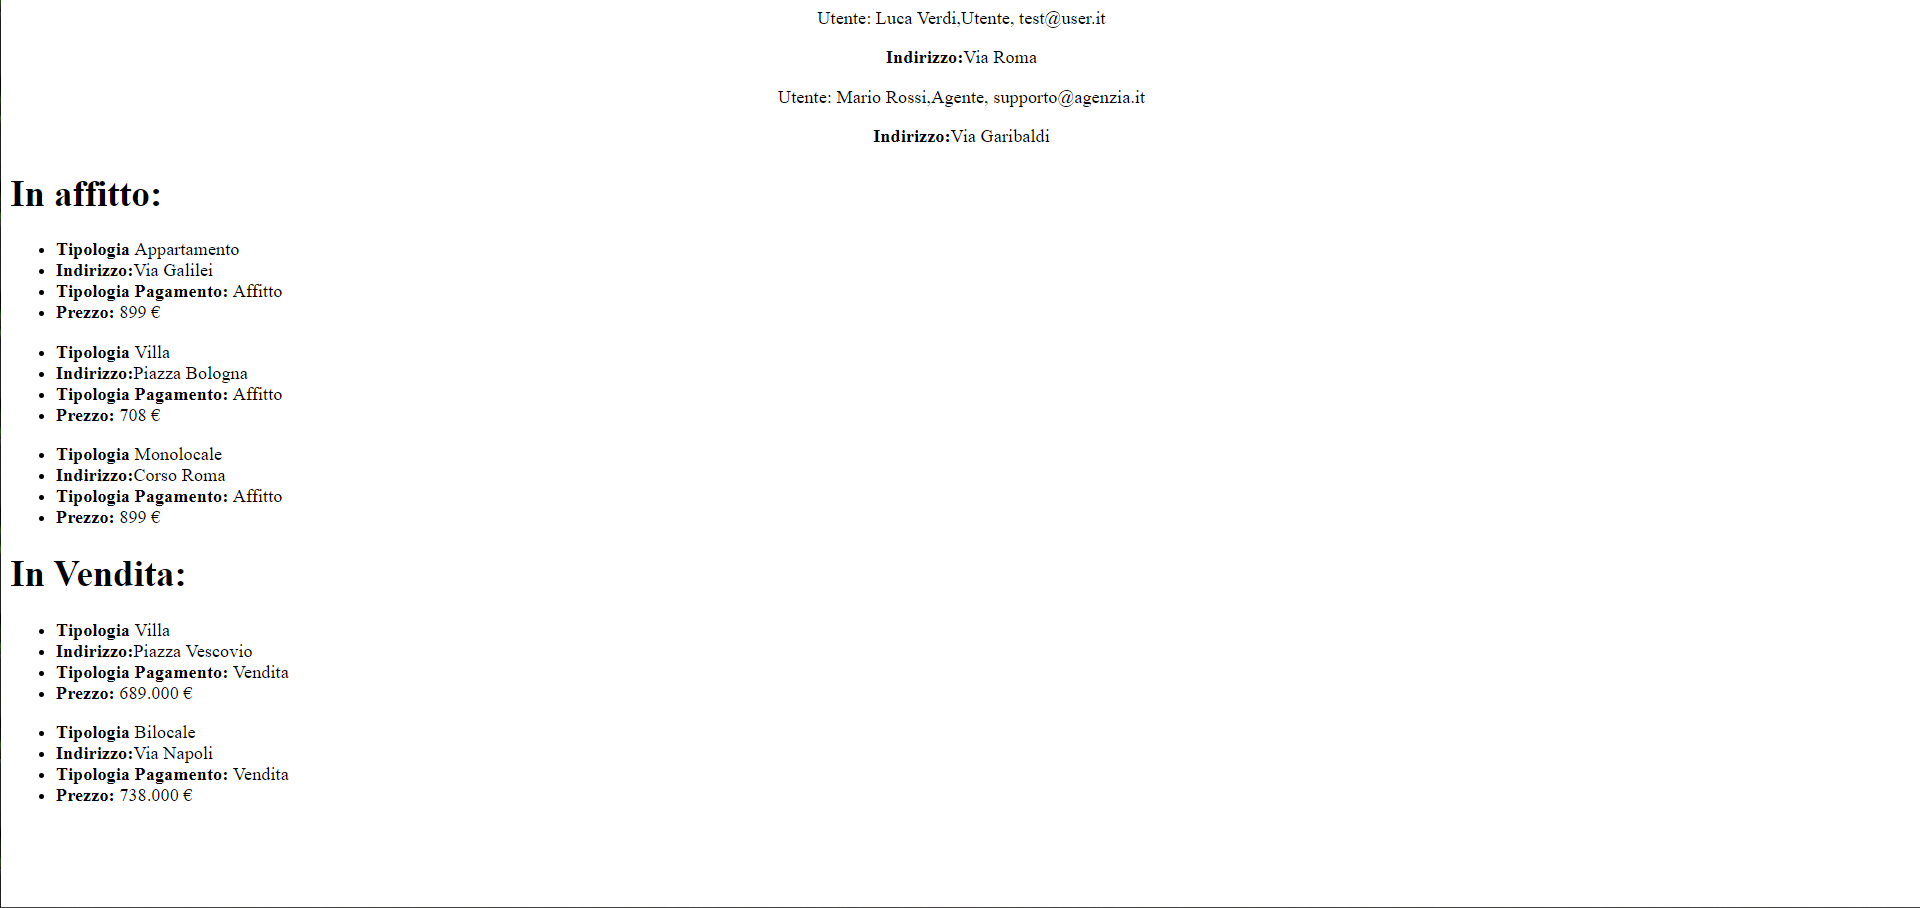 Utente: Luca Verdi,Utente, test@user.it
Indirizzo:Via Roma
Utente: Mario Rossi,Agente, supporto@agenzia.it
Indirizzo:Via Garibaldi
In affitto:
• Tipologia Appartamento
• Indirizzo:Via Galilei
• Tipologia Pagamento: Affitto
• Prezzo: 899 €
• Tipologia Villa
• Indirizzo:Piazza Bologna
• Tipologia Pagamento: Affitto
• Prezzo: 708 €
• Tipologia Monolocale
• Indirizzo:Corso Roma
• Tipologia Pagamento: Affitto
• Prezzo: 899 €
In Vendita:
• Tipologia Villa
• Indirizzo:Piazza Vescovio
• Tipologia Pagamento: Vendita
• Prezzo: 689.000 €
• Tipologia Bilocale
• Indirizzo:Via Napoli
• Tipologia Pagamento: Vendita
• Prezzo: 738.000 €